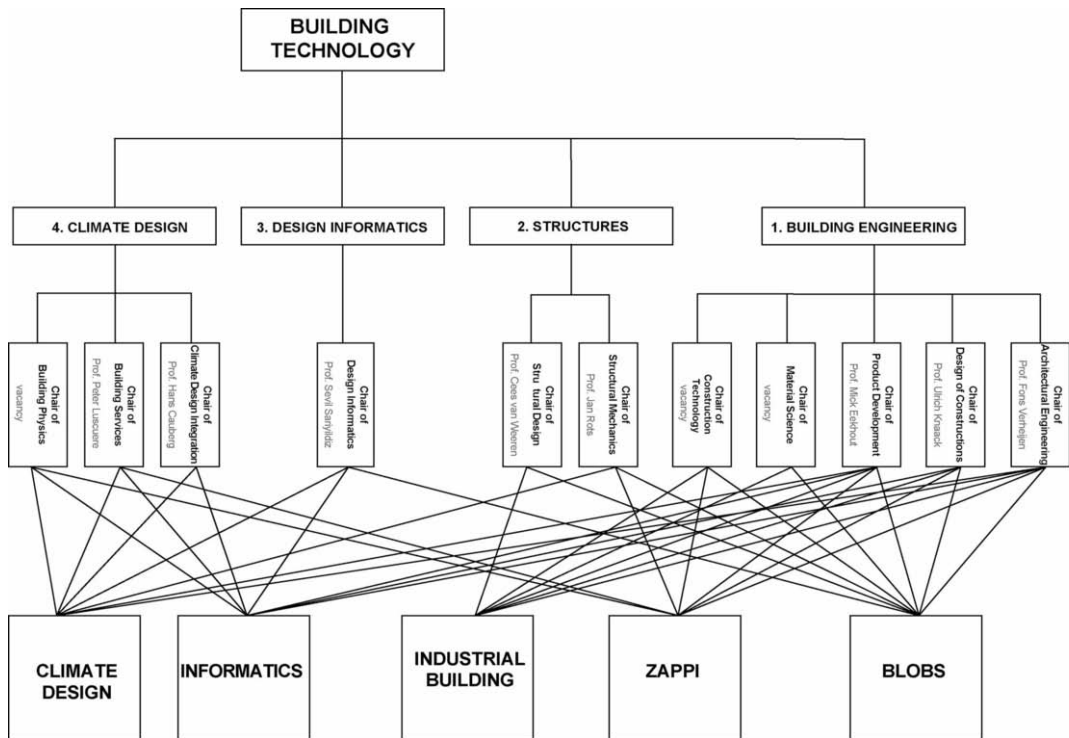 BUILDING
TECHNOLOGY
4. CLIMATE DESIGN
3. DESIGN INFORMATICS
2. STRUCTURES
1. BUILDING ENGINEERING
Chair of
Building Physics
vacancy
Chair of
Building Services
Prof. Peter Luscuere
Chair of
Climate Design Integration
Prof. Hans Cauberg
Chair of
Design Informatics
Prof. Sevil Sariyildiz
Chair of
Stru tural Design
Prof. Cees van Weeren
Chair of
Structural Mechanics
Prof. Jan Rots
Chair of
Construction
Technology
vacancy
Chair of
Material Science
vacancy
Chair of
Product Development
Prof. Mick Eekhout
Chair of
Design of Constructions
Prof. Ulrich Knaack
Chair of
Architectural Engineering
Prof. Fons Verheijen
CLIMATE
DESIGN
INFORMATICS
INDUSTRIAL
BUILDING
ZAPPI
BLOBS